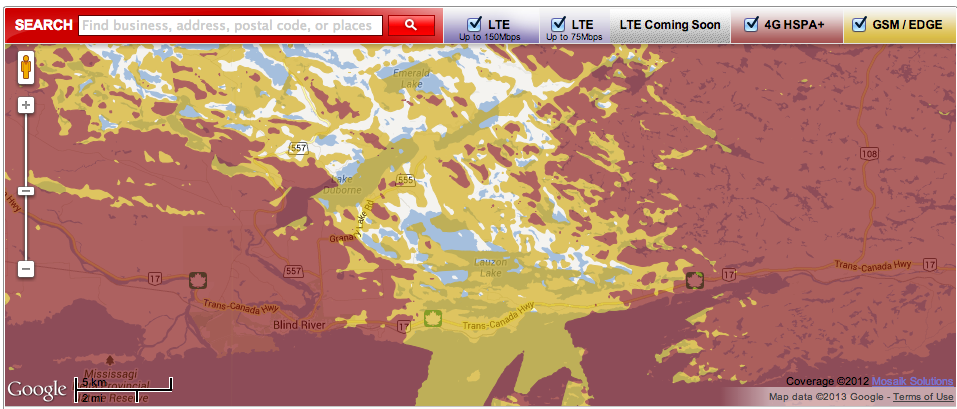 SEARCH
Find business, address, postal code, or places
LTE
Up to 150Mbps
LTE
Up to 75Mbps
LTE Coming Soon
4G HSPA+
GSM / EDGE
Emerald
Lake
557
108
Lake
Duborne
555
Hwy
Lake Rd
557
Lauzon
Lake
17
17
Trans-Canada Hwy
17
Trans-Canada Hwy
Trans-Canada Hwy
Blind River
17
Mississagi
Provincial
Reserve
Google
5 km
2 mi
Coverage ©2012 Mosaik Solutions
Map data ©2013 Google - Terms of Use